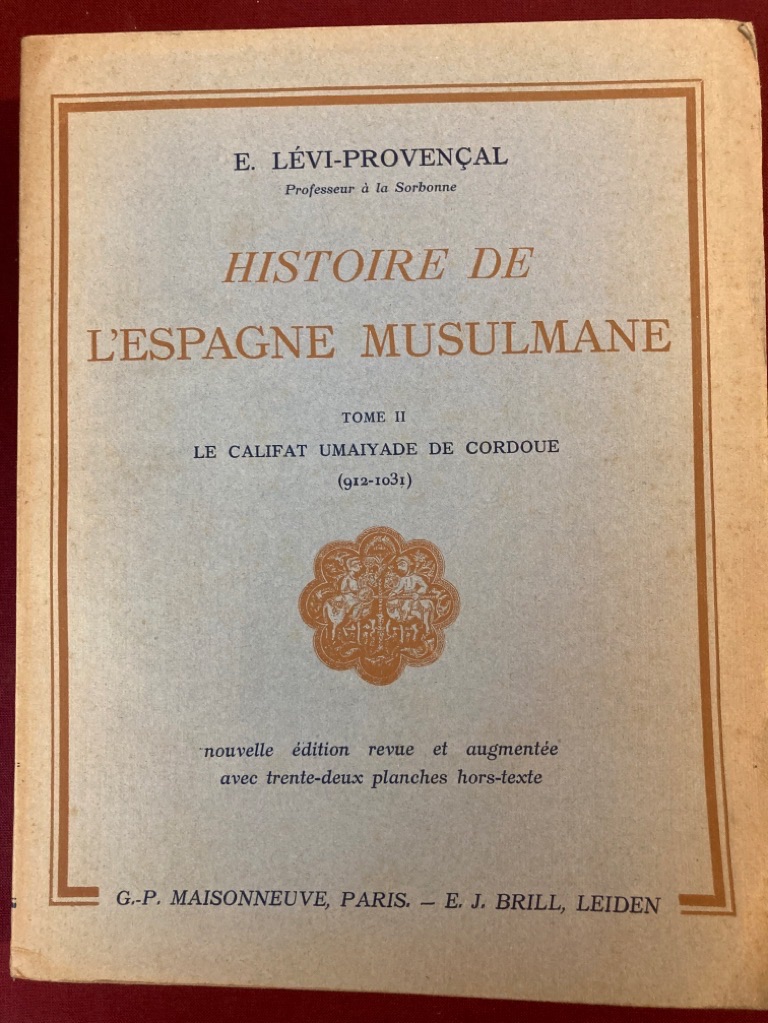 E. LÉVI-PROVENÇAL
Professeur à la Sorbonne
HISTOIRE DE
L'ESPAGNE MUSULMANE
TOME II
LE CALIFAT UMAIYADE DE CORDOUE
(912-1031)
nouvelle édition revue et augmentée
avec trente-deux planches hors-texte
G.-P. MAISONNEUVE, PARIS. — E. J. BRILL, LEIDEN